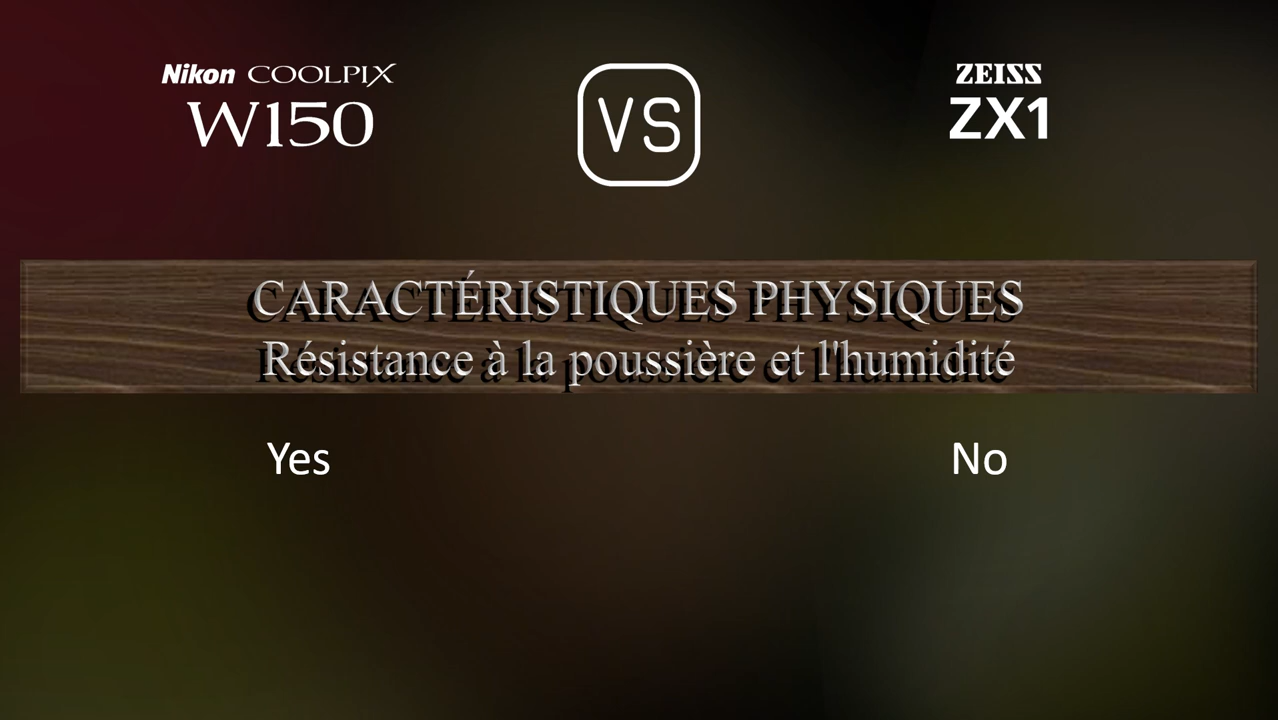 Nikon COOLPIX
W150
VS
ZEISS
ZX1
CARACTÉRISTIQUES PHYSIQUES
Résistance à la poussière et l'humidité
Yes
No